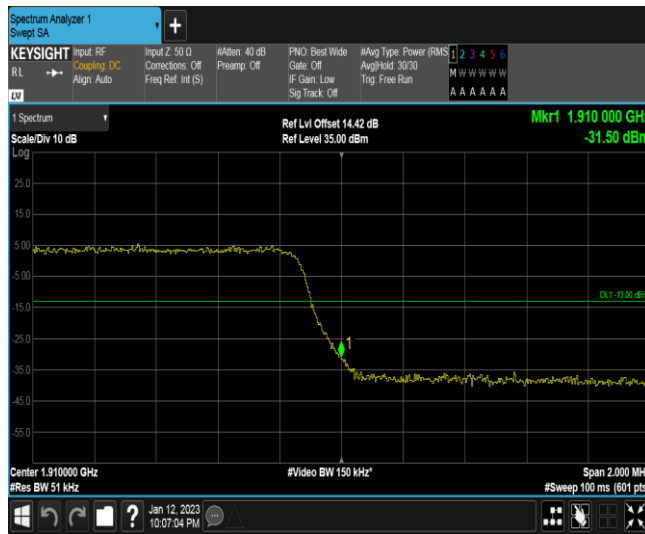 Spectrum Analyzer 1
Swept SA
KEYSIGHT
RL
LXI
Input: RF
Coupling: DC
Align: Auto
Input Z: 50 Ω
Corrections: Off
Freq Ref: Int (S)
#Atten: 40 dB
Preamp: Off
PNO: Best Wide
Gate: Off
IF Gain: Low
Sig Track: Off
#Avg Type: Power (RMS
Avg|Hold: 30/30
Trig: Free Run
1 2 3 4 5 6
M W W W W W
A A A A A A
1 Spectrum
Scale/Div 10 dB
Log
Ref Lvl Offset 14.42 dB
Ref Level 35.00 dBm
Mkr1 1.910 000 GH
-31.50 dBm
25.0
15.0
5.00
-5.00
DL1 -13.00 dB
-15.0
-25.0
1
-35.0
-45.0
-55.0
Center 1.910000 GHz
#Res BW 51 kHz
#Video BW 150 kHz*
Span 2.000 MH
#Sweep 100 ms (601 pts
?
Jan 12, 2023
10:07:04 PM